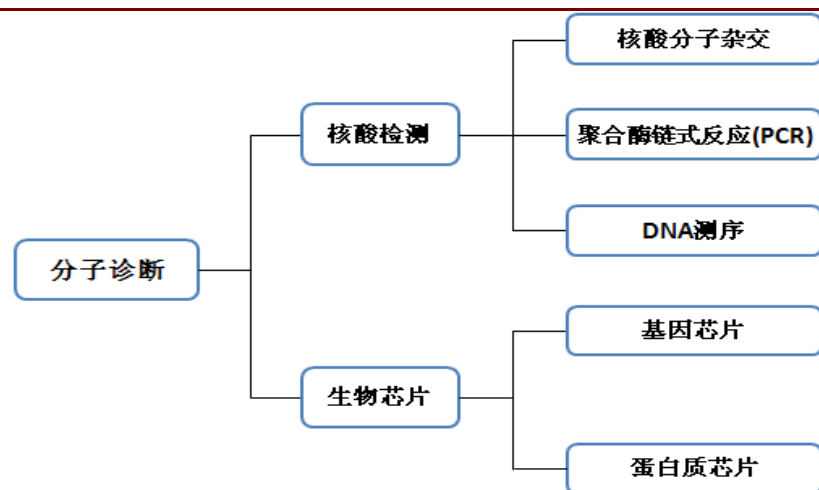 分子诊断
核酸检测
核酸分子杂交
聚合酶链式反应(PCR)
DNA测序
生物芯片
基因芯片
蛋白质芯片